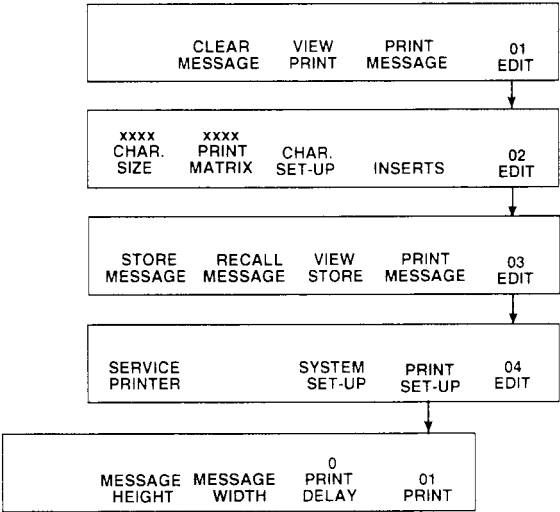 01
CLEAR VIEW PRINT
MESSAGE PRINT MESSAGE EDIT
xxxx xxxx
CHAR. PRINT CHAR. 02
SIZE MATRIX SET-UP INSERTS EDIT
STORE RECALL VIEW PRINT 03
MESSAGE MESSAGE STORE MESSAGE EDIT
SERVICE SYSTEM PRINT 04
PRINTER SET-UP SET-UP EDIT
0
MESSAGE MESSAGE PRINT 01
HEIGHT WIDTH DELAY PRINT